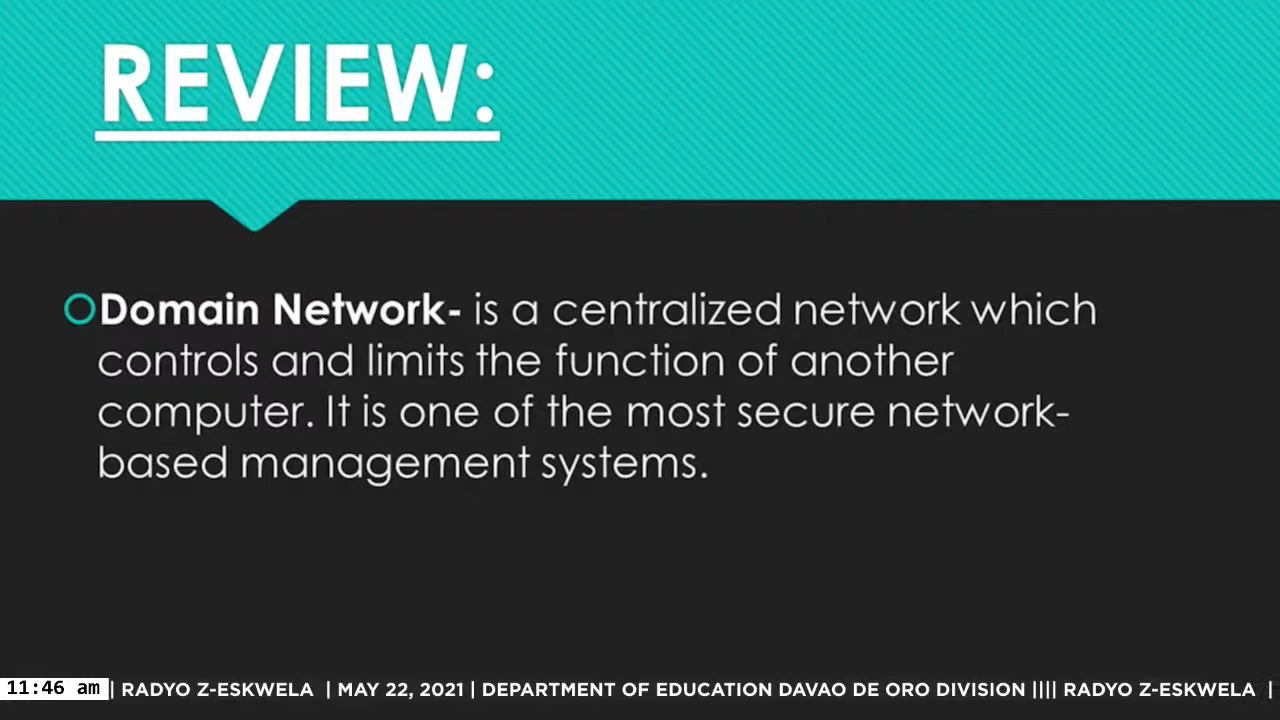 REVIEW:
Domain Network- is a centralized network which
controls and limits the function of another
computer. It is one of the most secure network-
based management systems.
11:46 am | RADYO Z-ESKWELA | MAY 22, 2021 | DEPARTMENT OF EDUCATION DAVAO DE ORO DIVISION |||| RADYO Z-ESKWELA |